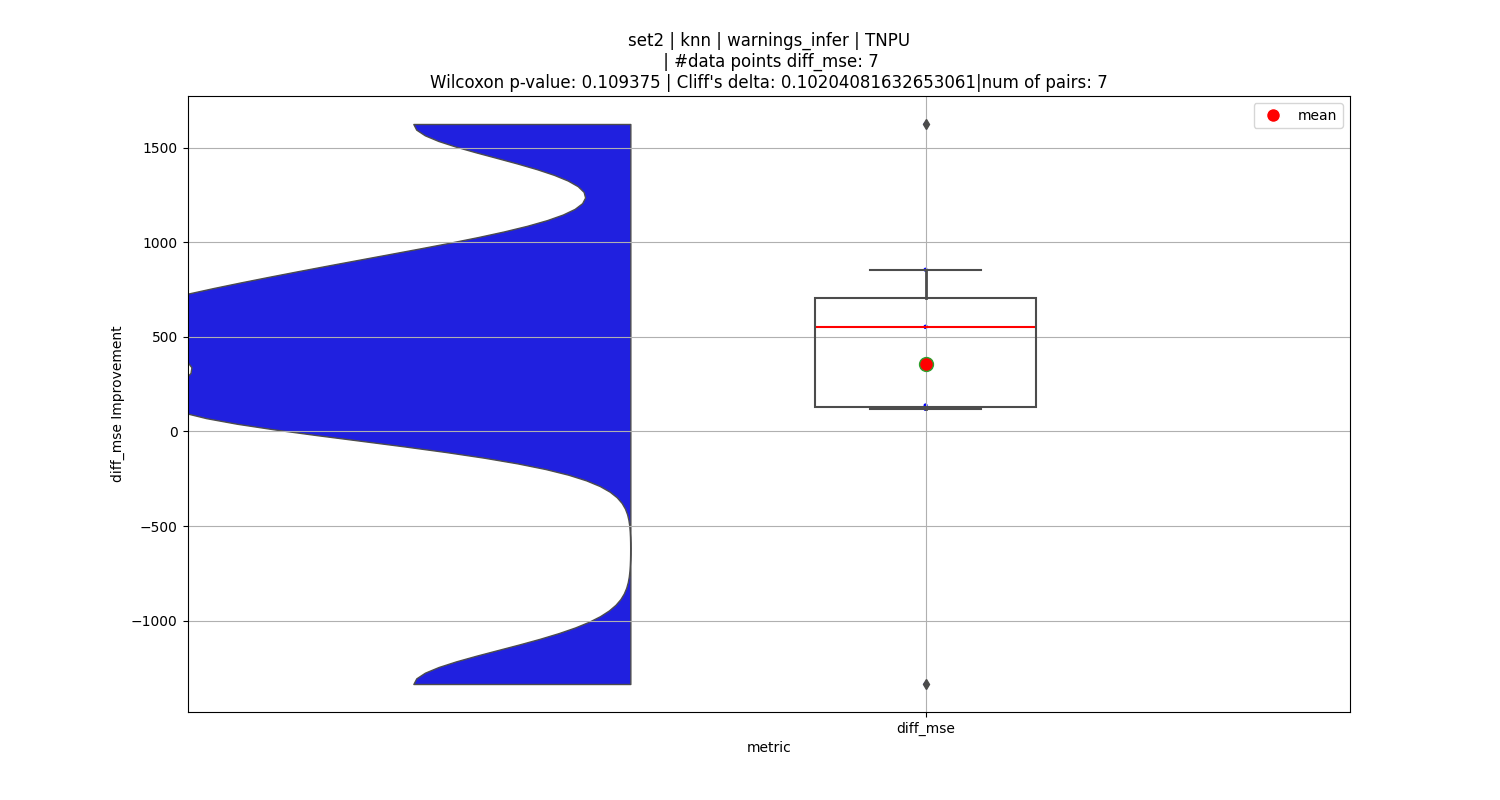 set2 | knn | warnings_infer | TNPU
| #data points diff_mse: 7
Wilcoxon p-value: 0.109375 | Cliff's delta: 0.10204081632653061|num of pairs: 7
mean
1500
1000
500
0
−500
−1000
diff_mse Improvement
diff_mse
metric